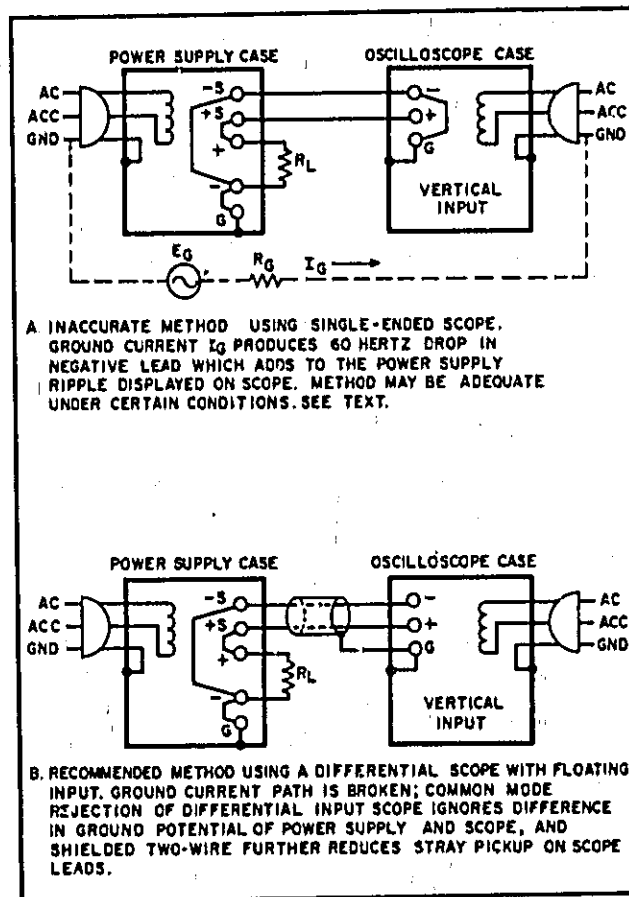 POWER SUPPLY CASE
OSCILLOSCOPE CASE
AC
ACC
GND
-S
+S
+
-
G
RL
-
+
G
VERTICAL
INPUT
AC
ACC
GND
EG
RG
IG
A. INACCURATE METHOD USING SINGLE-ENDED SCOPE.
GROUND CURRENT IG PRODUCES 60 HERTZ DROP IN
NEGATIVE LEAD WHICH ADDS TO THE POWER SUPPLY
RIPPLE DISPLAYED ON SCOPE. METHOD MAY BE ADEQUATE
UNDER CERTAIN CONDITIONS. SEE TEXT.
POWER SUPPLY CASE
OSCILLOSCOPE CASE
AC
ACC
GND
-S
+S
+
-
G
RL
-
+
G
VERTICAL
INPUT
AC
ACC
GND
B. RECOMMENDED METHOD USING A DIFFERENTIAL SCOPE WITH FLOATING
INPUT. GROUND CURRENT PATH IS BROKEN; COMMON MODE
REJECTION OF DIFFERENTIAL INPUT SCOPE IGNORES DIFFERENCE
IN GROUND POTENTIAL OF POWER SUPPLY AND SCOPE, AND
SHIELDED TWO-WIRE FURTHER REDUCES STRAY PICKUP ON SCOPE
LEADS.